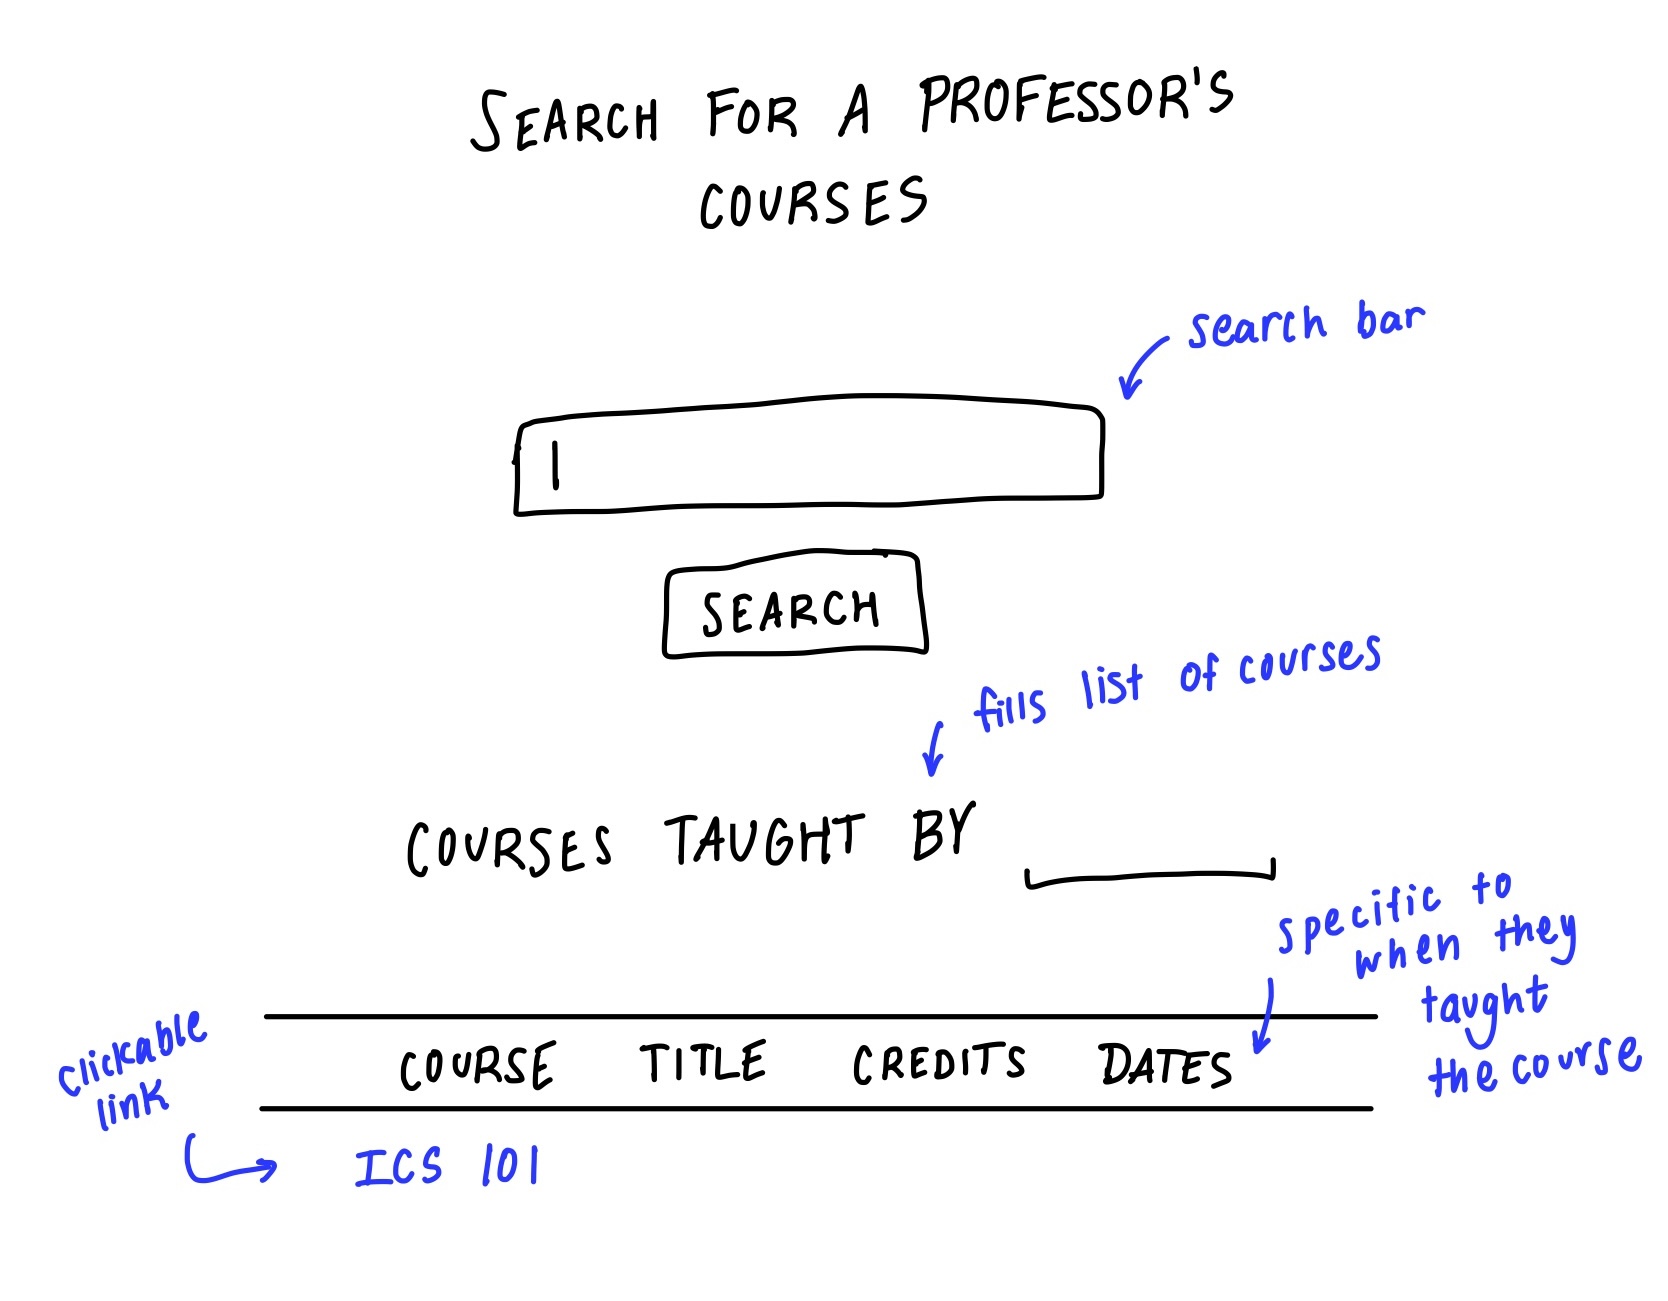 SEARCH FOR A PROFESSOR'S
COURSES
search bar
SEARCH
fills list of courses
COURSES TAUGHT BY
specific to
when they
taught
the course
clickable
link
COURSE TITLE CREDITS DATES
ICS 101